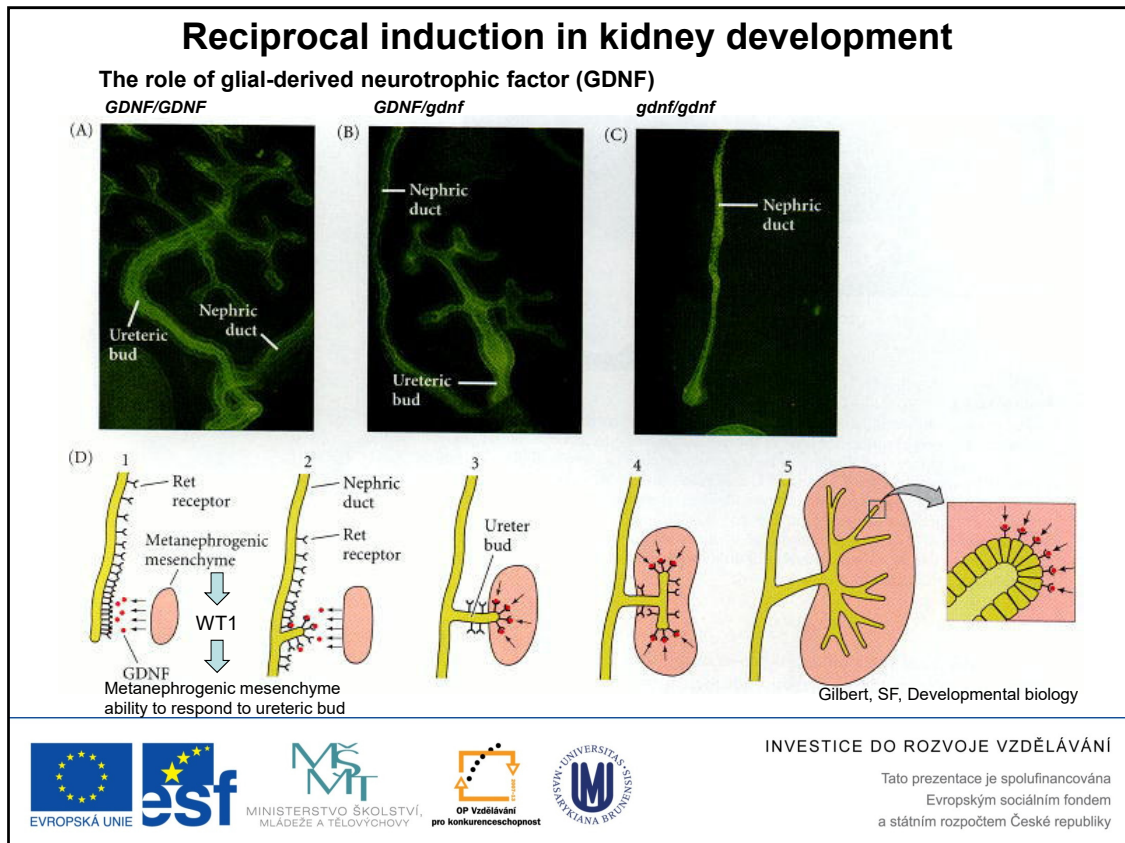 Reciprocal induction in kidney development
The role of glial-derived neurotrophic factor (GDNF)
GDNF/GDNF
GDNF/gdnf
gdnf/gdnf
(A)
Ureteric
bud
Nephric
duct
(B)
Nephric
duct
Ureteric
bud
(C)
Nephric
duct
(D)
1
Ret
receptor
Metanephrogenic
mesenchyme
WT1
GDNF
Metanephrogenic mesenchyme
ability to respond to ureteric bud
2
Nephric
duct
Ret
receptor
3
Ureter
bud
4
5
Gilbert, SF, Developmental biology
EVROPSKÁ UNIE
esf
MŠMT
MINISTERSTVO ŠKOLSTVÍ,
MLÁDEŽE A TĚLOVÝCHOVY
OP Vzdělávání
pro konkurenceschopnost
UNIVERSITAS
MASARYKIANA BRUNENSIS
INVESTICE DO ROZVOJE VZDĚLÁVÁNÍ
Tato prezentace je spolufinancována
Evropským sociálním fondem
a státním rozpočtem České republiky